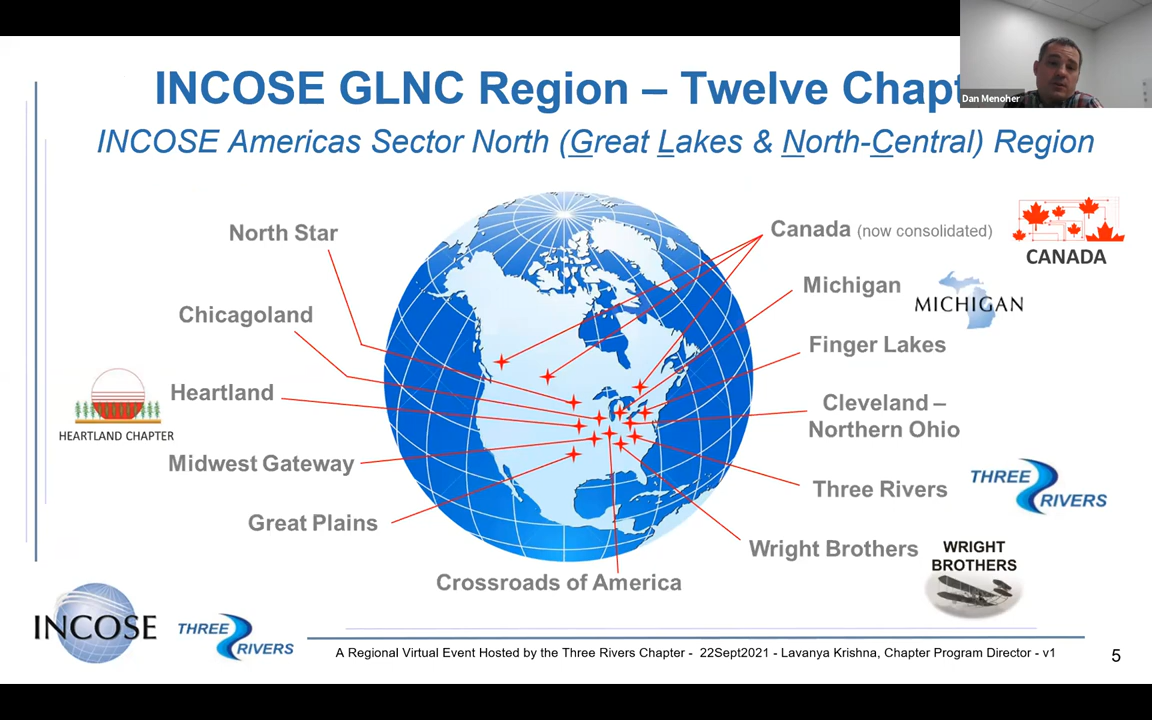 INCOSE GLNC Region – Twelve Chapt
Dan Menoher
INCOSE Americas Sector North (Great Lakes & North-Central) Region
North Star
Canada (now consolidated)
CANADA
Chicagoland
Michigan
MICHIGAN
Finger Lakes
Heartland
HEARTLAND CHAPTER
Cleveland –
Northern Ohio
Midwest Gateway
Three Rivers
THREE
RIVERS
Great Plains
Wright Brothers
WRIGHT
BROTHERS
Crossroads of America
INCOSE
THREE
RIVERS
A Regional Virtual Event Hosted by the Three Rivers Chapter - 22Sept2021 - Lavanya Krishna, Chapter Program Director - v1
5